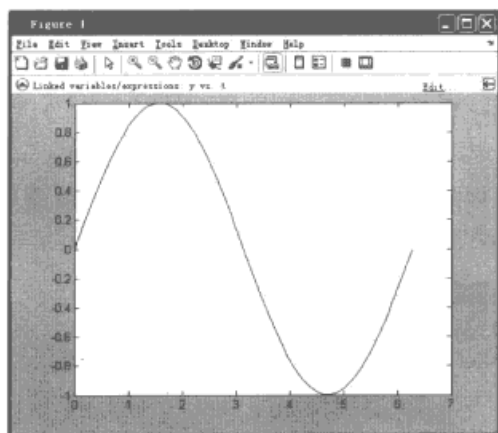 Figure 1
File Edit View Insert Tools Desktop Window Help
Linked variables/expressions: y vs. t
Edit...
1
0.8
0.6
0.4
0.2
0
-0.2
-0.4
-0.6
-0.8
-1
0 1 2 3 4 5 6 7